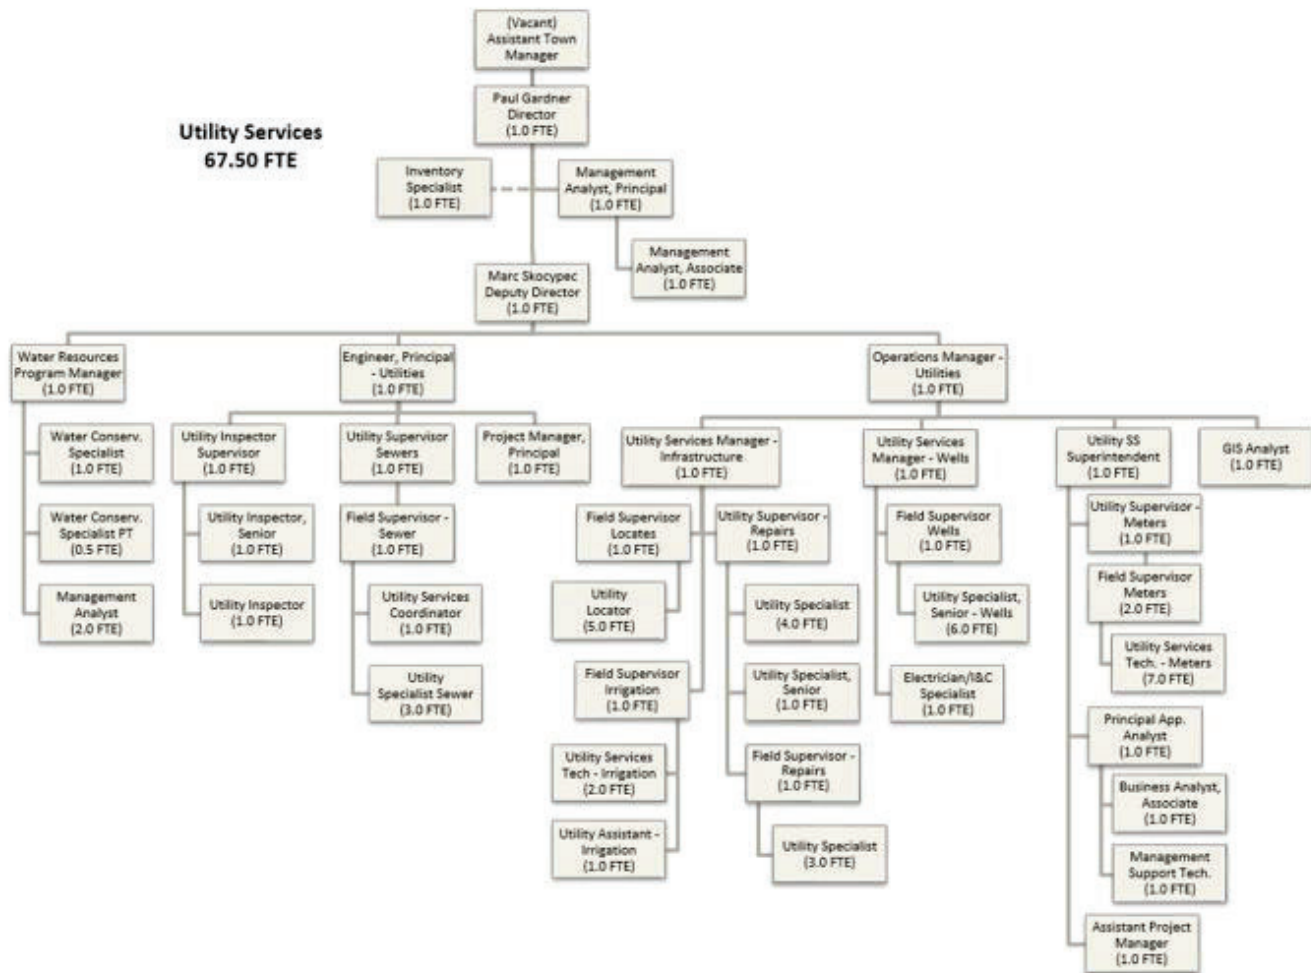 (Vacant)
Assistant Town
Manager
Paul Gardner
Director
(1.0 FTE)
Utility Services
67.50 FTE
Inventory
Specialist
(1.0 FTE)
Management
Analyst, Principal
(1.0 FTE)
Management
Analyst, Associate
(1.0 FTE)
Marc Skocypec
Deputy Director
(1.0 FTE)
Water Resources
Program Manager
(1.0 FTE)
Engineer, Principal
- Utilities
(1.0 FTE)
Operations Manager -
Utilities
(1.0 FTE)
Water Conserv.
Specialist
(1.0 FTE)
Water Conserv.
Specialist PT
(0.5 FTE)
Management
Analyst
(2.0 FTE)
Utility Inspector
Supervisor
(1.0 FTE)
Utility Inspector,
Senior
(1.0 FTE)
Utility Inspector
(1.0 FTE)
Utility Supervisor
Sewers
(1.0 FTE)
Field Supervisor -
Sewer
(1.0 FTE)
Utility Services
Coordinator
(1.0 FTE)
Utility
Specialist Sewer
(3.0 FTE)
Project Manager,
Principal
(1.0 FTE)
Utility Services Manager -
Infrastructure
(1.0 FTE)
Field Supervisor
Locates
(1.0 FTE)
Utility
Locator
(5.0 FTE)
Field Supervisor
Irrigation
(1.0 FTE)
Utility Services
Tech - Irrigation
(2.0 FTE)
Utility Assistant -
Irrigation
(1.0 FTE)
Utility Supervisor -
Repairs
(1.0 FTE)
Utility Specialist
(4.0 FTE)
Utility Specialist,
Senior
(1.0 FTE)
Field Supervisor -
Repairs
(1.0 FTE)
Utility Specialist
(3.0 FTE)
Utility Services
Manager - Wells
(1.0 FTE)
Field Supervisor
Wells
(1.0 FTE)
Utility Specialist,
Senior - Wells
(6.0 FTE)
Electrician/I&C
Specialist
(1.0 FTE)
Utility SS
Superintendent
(1.0 FTE)
Utility Supervisor -
Meters
(1.0 FTE)
Field Supervisor
Meters
(2.0 FTE)
Utility Services
Tech. - Meters
(7.0 FTE)
Principal App.
Analyst
(1.0 FTE)
Business Analyst,
Associate
(1.0 FTE)
Management
Support Tech.
(1.0 FTE)
Assistant Project
Manager
(1.0 FTE)
GIS Analyst
(1.0 FTE)